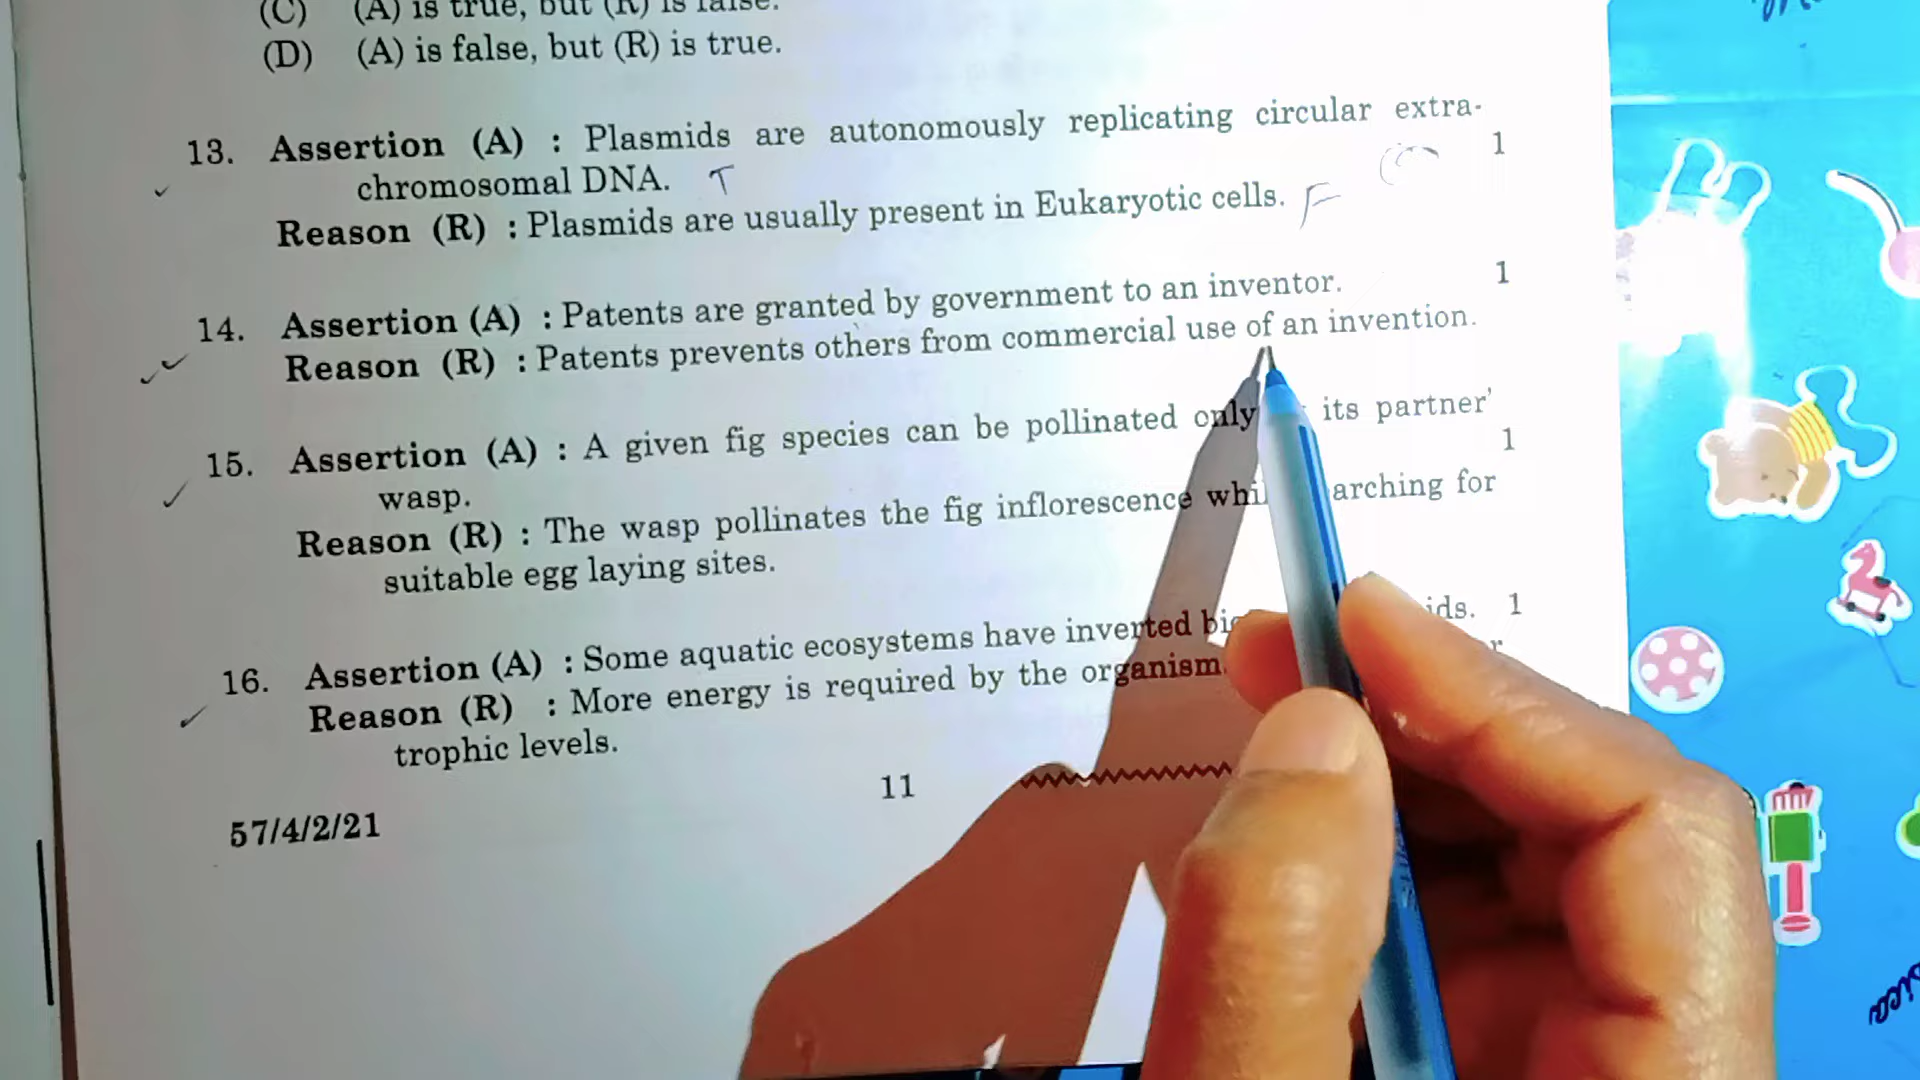 (C) (A) is true, but (R) is false.
(D) (A) is false, but (R) is true.
13. Assertion (A) : Plasmids are autonomously replicating circular extra-
chromosomal DNA. T
1
Reason (R) : Plasmids are usually present in Eukaryotic cells. F
14. Assertion (A) : Patents are granted by government to an inventor. 1
Reason (R) : Patents prevents others from commercial use of an invention.
15. Assertion (A) : A given fig species can be pollinated only its partner'
wasp. 1
Reason (R) : The wasp pollinates the fig inflorescence for
suitable egg laying sites.
16. Assertion (A) : Some aquatic ecosystems have inverted 1
Reason (R) : More energy is required by the
trophic levels.
57/4/2/21 11